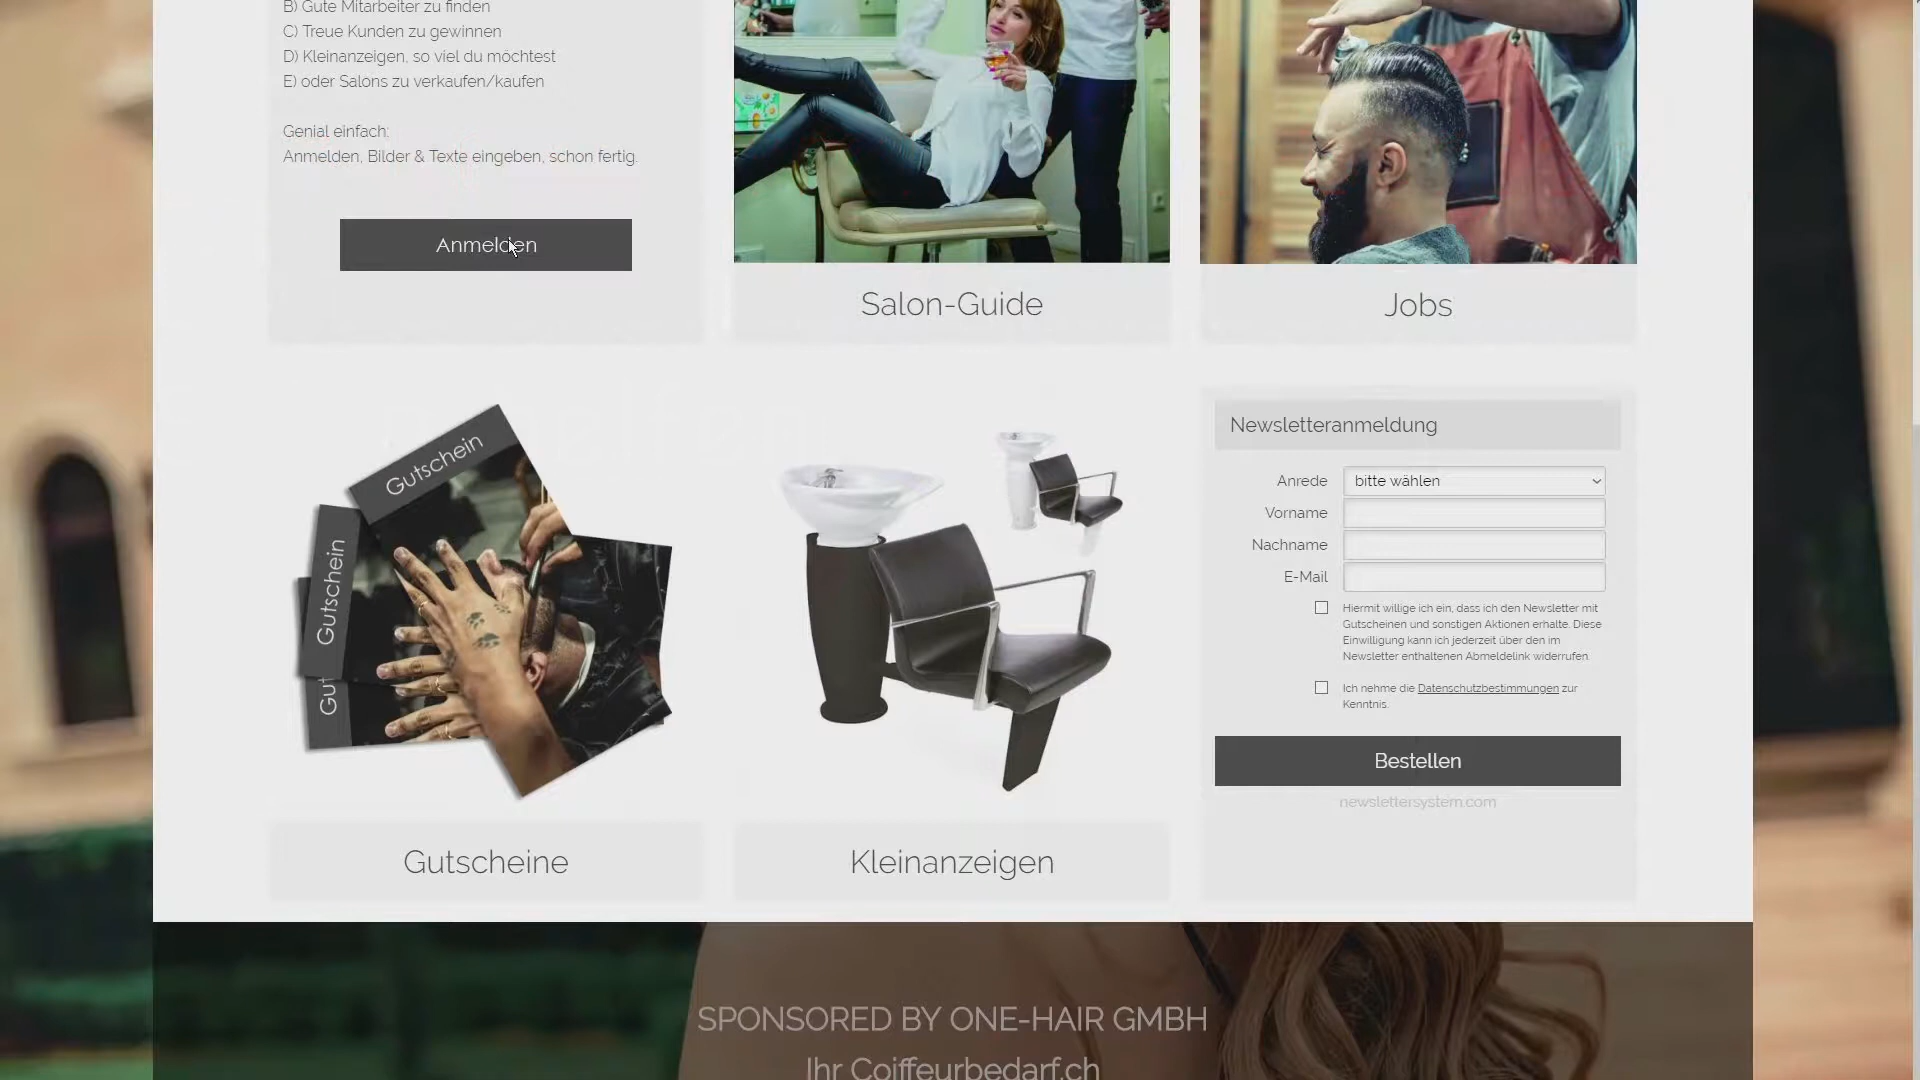 B) Gute Mitarbeiter zu finden
C) Treue Kunden zu gewinnen
D) Kleinanzeigen, so viel du möchtest
E) oder Salons zu verkaufen/kaufen
Genial einfach:
Anmelden, Bilder & Texte eingeben, schon fertig.
Anmelden
Salon-Guide
Jobs
Gutschein
Gutschein
Gut
Gutscheine
Kleinanzeigen
Newsletteranmeldung
Anrede bitte wählen
Vorname
Nachname
E-Mail
Hiermit willige ich ein, dass ich den Newsletter mit
Gutscheinen und sonstigen Aktionen erhalte. Diese
Einwilligung kann ich jederzeit über den im
Newsletter enthaltenen Abmeldelink widerrufen.
Ich nehme die Datenschutzbestimmungen zur
Kenntnis.
Bestellen
newslettersystem.com
SPONSORED BY ONE-HAIR GMBH
Ihr Coiffeurbedarf.ch